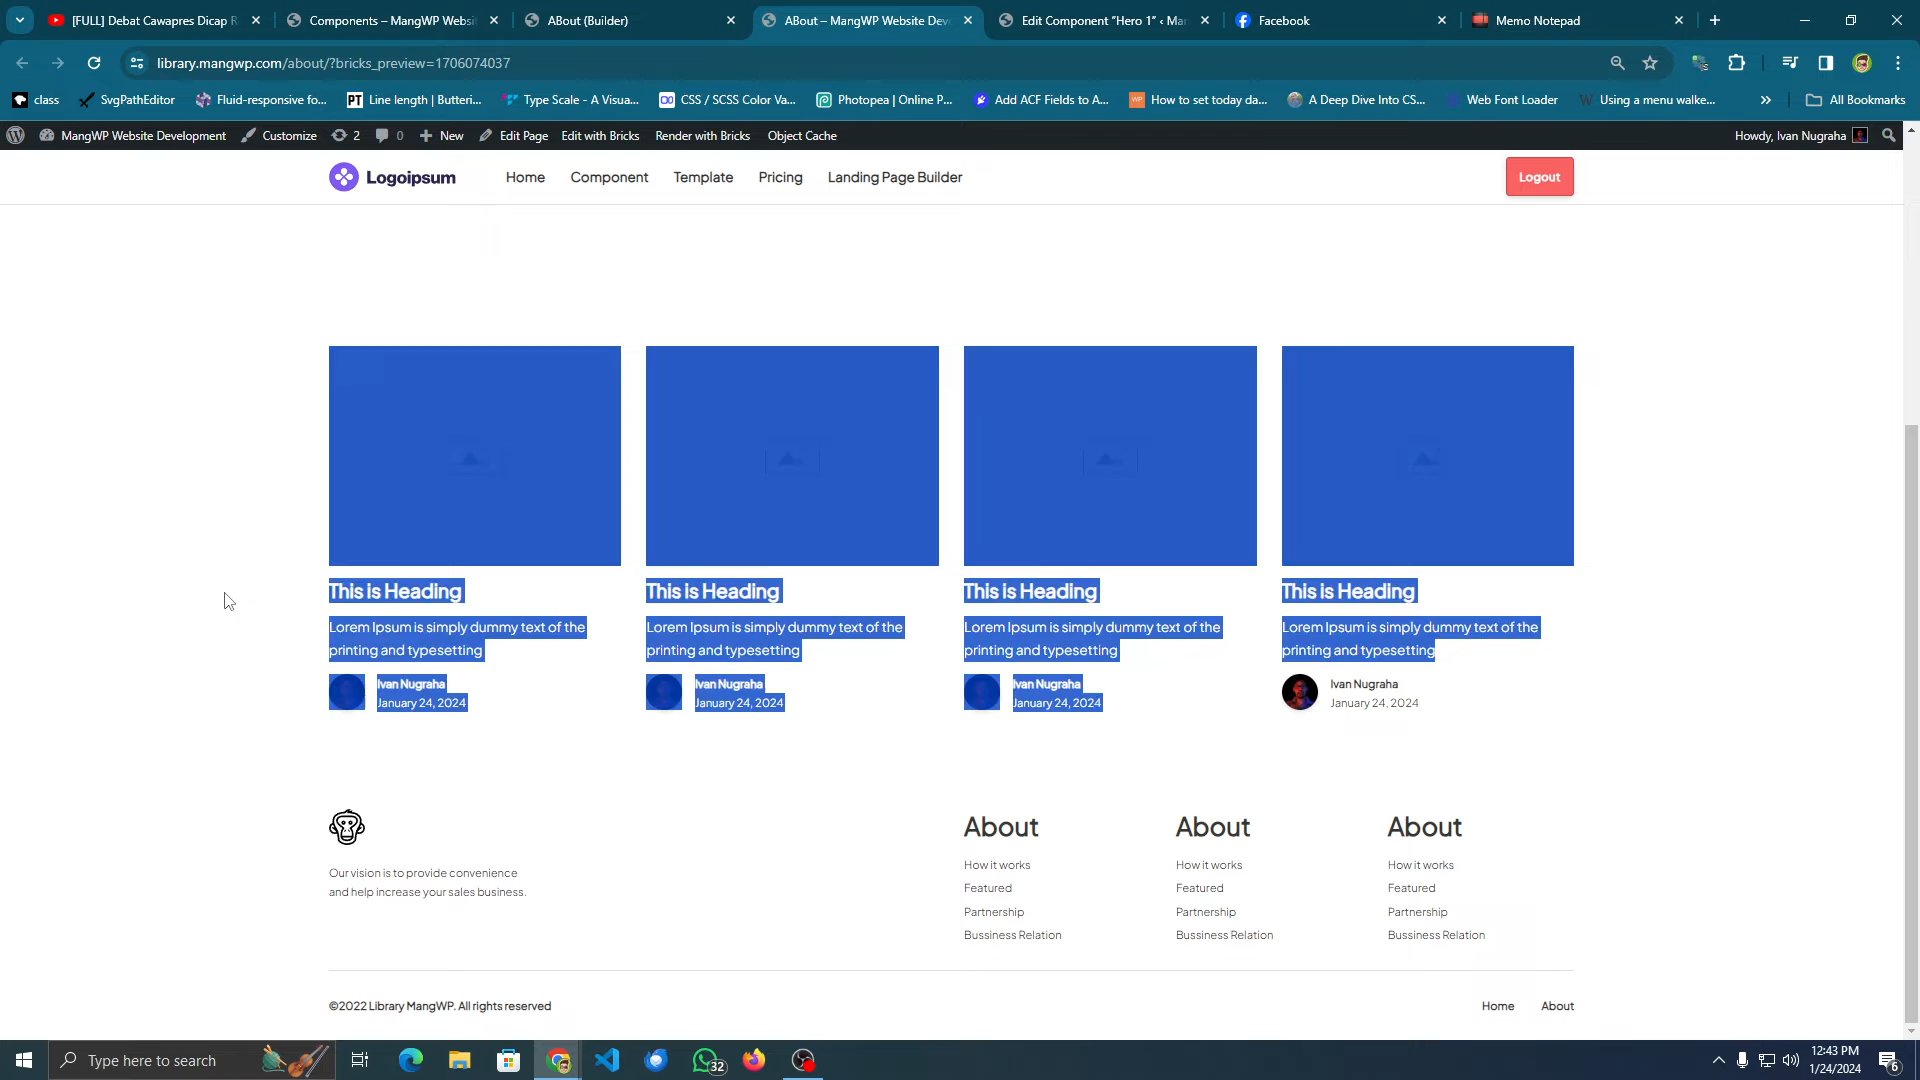 [FULL] Debat Cawapres Dicap R
Components – MangWP Websi
ABout (Builder)
ABout – MangWP Website Dev
Edit Component "Hero 1" ‹ Ma
Facebook
Memo Notepad
library.mangwp.com/about/?bricks_preview=1706074037
class
SvgPathEditor
Fluid-responsive fo...
PT Line length | Butteri...
Type Scale - A Visua...
CSS / SCSS Color Va...
Photopea | Online P...
Add ACF Fields to A...
WP How to set today da...
A Deep Dive Into CS...
Web Font Loader
W Using a menu walke...
All Bookmarks
MangWP Website Development
Customize
2
0
New
Edit Page
Edit with Bricks
Render with Bricks
Object Cache
Howdy, Ivan Nugraha
Logoipsum
Home
Component
Template
Pricing
Landing Page Builder
Logout
This is Heading
Lorem Ipsum is simply dummy text of the
printing and typesetting
Ivan Nugraha
January 24, 2024
This is Heading
Lorem Ipsum is simply dummy text of the
printing and typesetting
Ivan Nugraha
January 24, 2024
This is Heading
Lorem Ipsum is simply dummy text of the
printing and typesetting
Ivan Nugraha
January 24, 2024
This is Heading
Lorem Ipsum is simply dummy text of the
printing and typesetting
Ivan Nugraha
January 24, 2024
Our vision is to provide convenience
and help increase your sales business.
About
How it works
Featured
Partnership
Bussiness Relation
About
How it works
Featured
Partnership
Bussiness Relation
About
How it works
Featured
Partnership
Bussiness Relation
©2022 Library MangWP. All rights reserved
Home
About
Type here to search
32
12:43 PM
1/24/2024
6